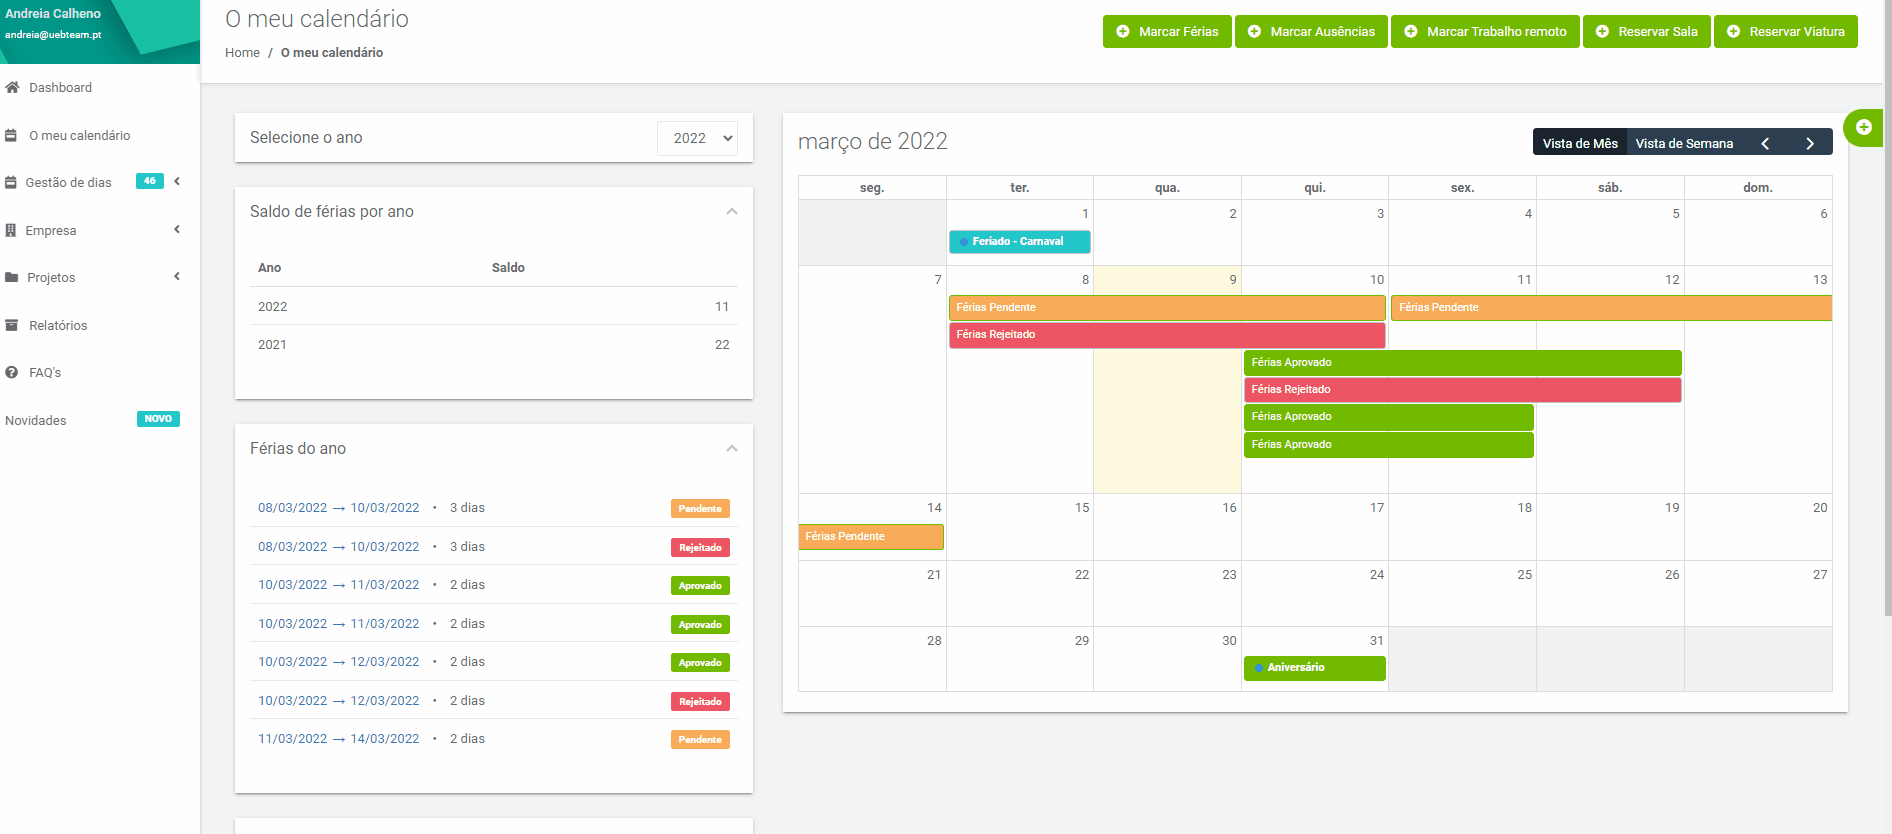 Andreia Calheno
andreia@uebteam.pt
Dashboard
O meu calendário
Gestão de dias 46
Empresa
Projetos
Relatórios
FAQ's
Novidades NOVO
O meu calendário
Home / O meu calendário
Marcar Férias Marcar Ausências Marcar Trabalho remoto Reservar Sala Reservar Viatura
Selecione o ano 2022
Saldo de férias por ano
Ano Saldo
2022 11
2021 22
Férias do ano
08/03/2022 → 10/03/2022 • 3 dias Pendente
08/03/2022 → 10/03/2022 • 3 dias Rejeitado
10/03/2022 → 11/03/2022 • 2 dias Aprovado
10/03/2022 → 11/03/2022 • 2 dias Aprovado
10/03/2022 → 12/03/2022 • 2 dias Aprovado
10/03/2022 → 12/03/2022 • 2 dias Rejeitado
11/03/2022 → 14/03/2022 • 2 dias Pendente
março de 2022
Vista de Mês Vista de Semana
seg. ter. qua. qui. sex. sáb. dom.
1 2 3 4 5 6
Feriado - Carnaval
7 8 9 10 11 12 13
Férias Pendente Férias Pendente
Férias Rejeitado
Férias Aprovado
Férias Rejeitado
Férias Aprovado
Férias Aprovado
14 15 16 17 18 19 20
Férias Pendente
21 22 23 24 25 26 27
28 29 30 31
Aniversário